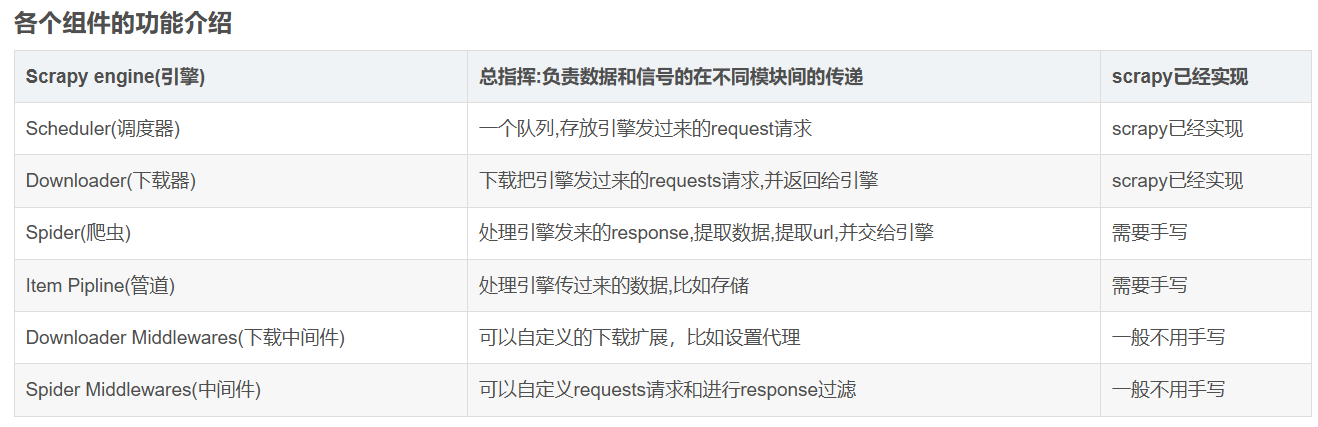 各个组件的功能介绍
Scrapy engine(引擎) 总指挥:负责数据和信号的在不同模块间的传递 scrapy已经实现
Scheduler(调度器) 一个队列,存放引擎发过来的request请求 scrapy已经实现
Downloader(下载器) 下载把引擎发过来的requests请求,并返回给引擎 scrapy已经实现
Spider(爬虫) 处理引擎发来的response,提取数据,提取url,并交给引擎 需要手写
Item Pipline(管道) 处理引擎传过来的数据,比如存储 需要手写
Downloader Middlewares(下载中间件) 可以自定义的下载扩展，比如设置代理 一般不用手写
Spider Middlewares(中间件) 可以自定义requests请求和进行response过滤 一般不用手写